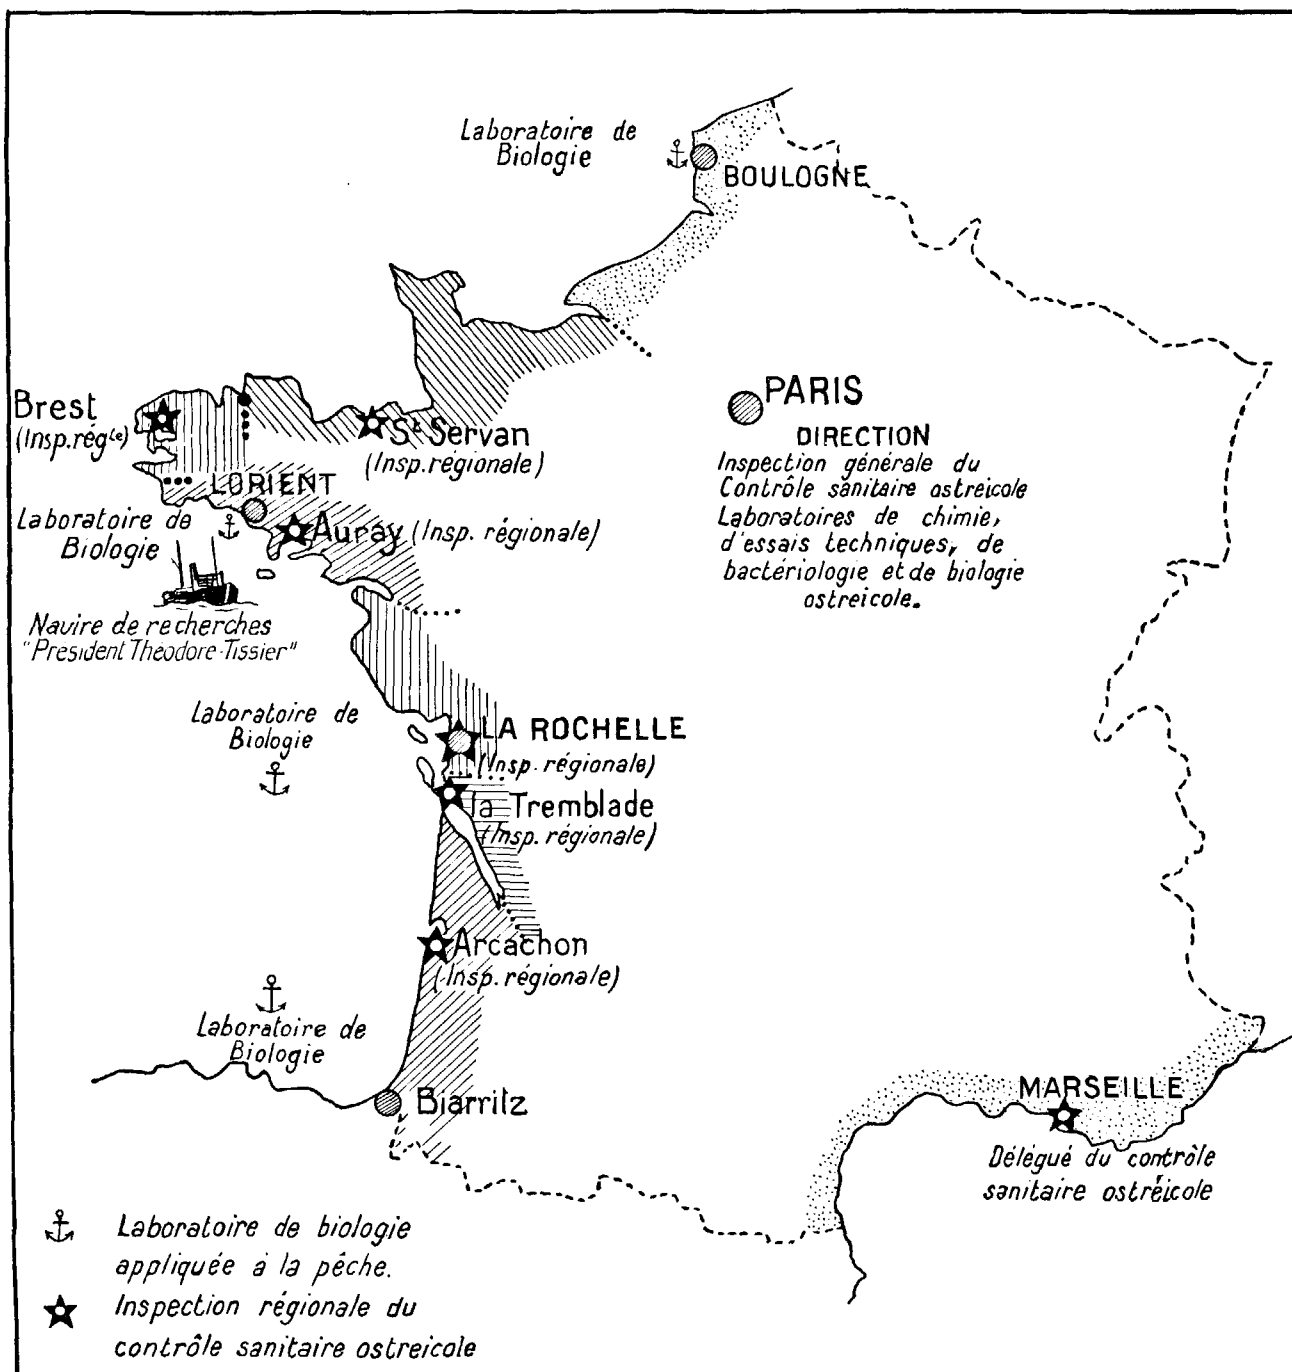 Laboratoire de
Biologie
BOULOGNE
Brest
(Insp. rég^le)
S^t Servan
(Insp. régionale)
PARIS
DIRECTION
Inspection générale du
Contrôle sanitaire ostreicole
Laboratoires de chimie,
d'essais techniques, de
bactériologie et de biologie
ostreicole.
LORIENT
Laboratoire de
Biologie
Auray (Insp. régionale)
Navire de recherches
"Président Théodore-Tissier"
Laboratoire de
Biologie
LA ROCHELLE
(Insp. régionale)
la Tremblade
(Insp. régionale)
Arcachon
(Insp. régionale)
Laboratoire de
Biologie
Biarritz
MARSEILLE
Délégué du contrôle
sanitaire ostréicole
Laboratoire de biologie
appliquée à la pêche.
Inspection régionale du
contrôle sanitaire ostreicole